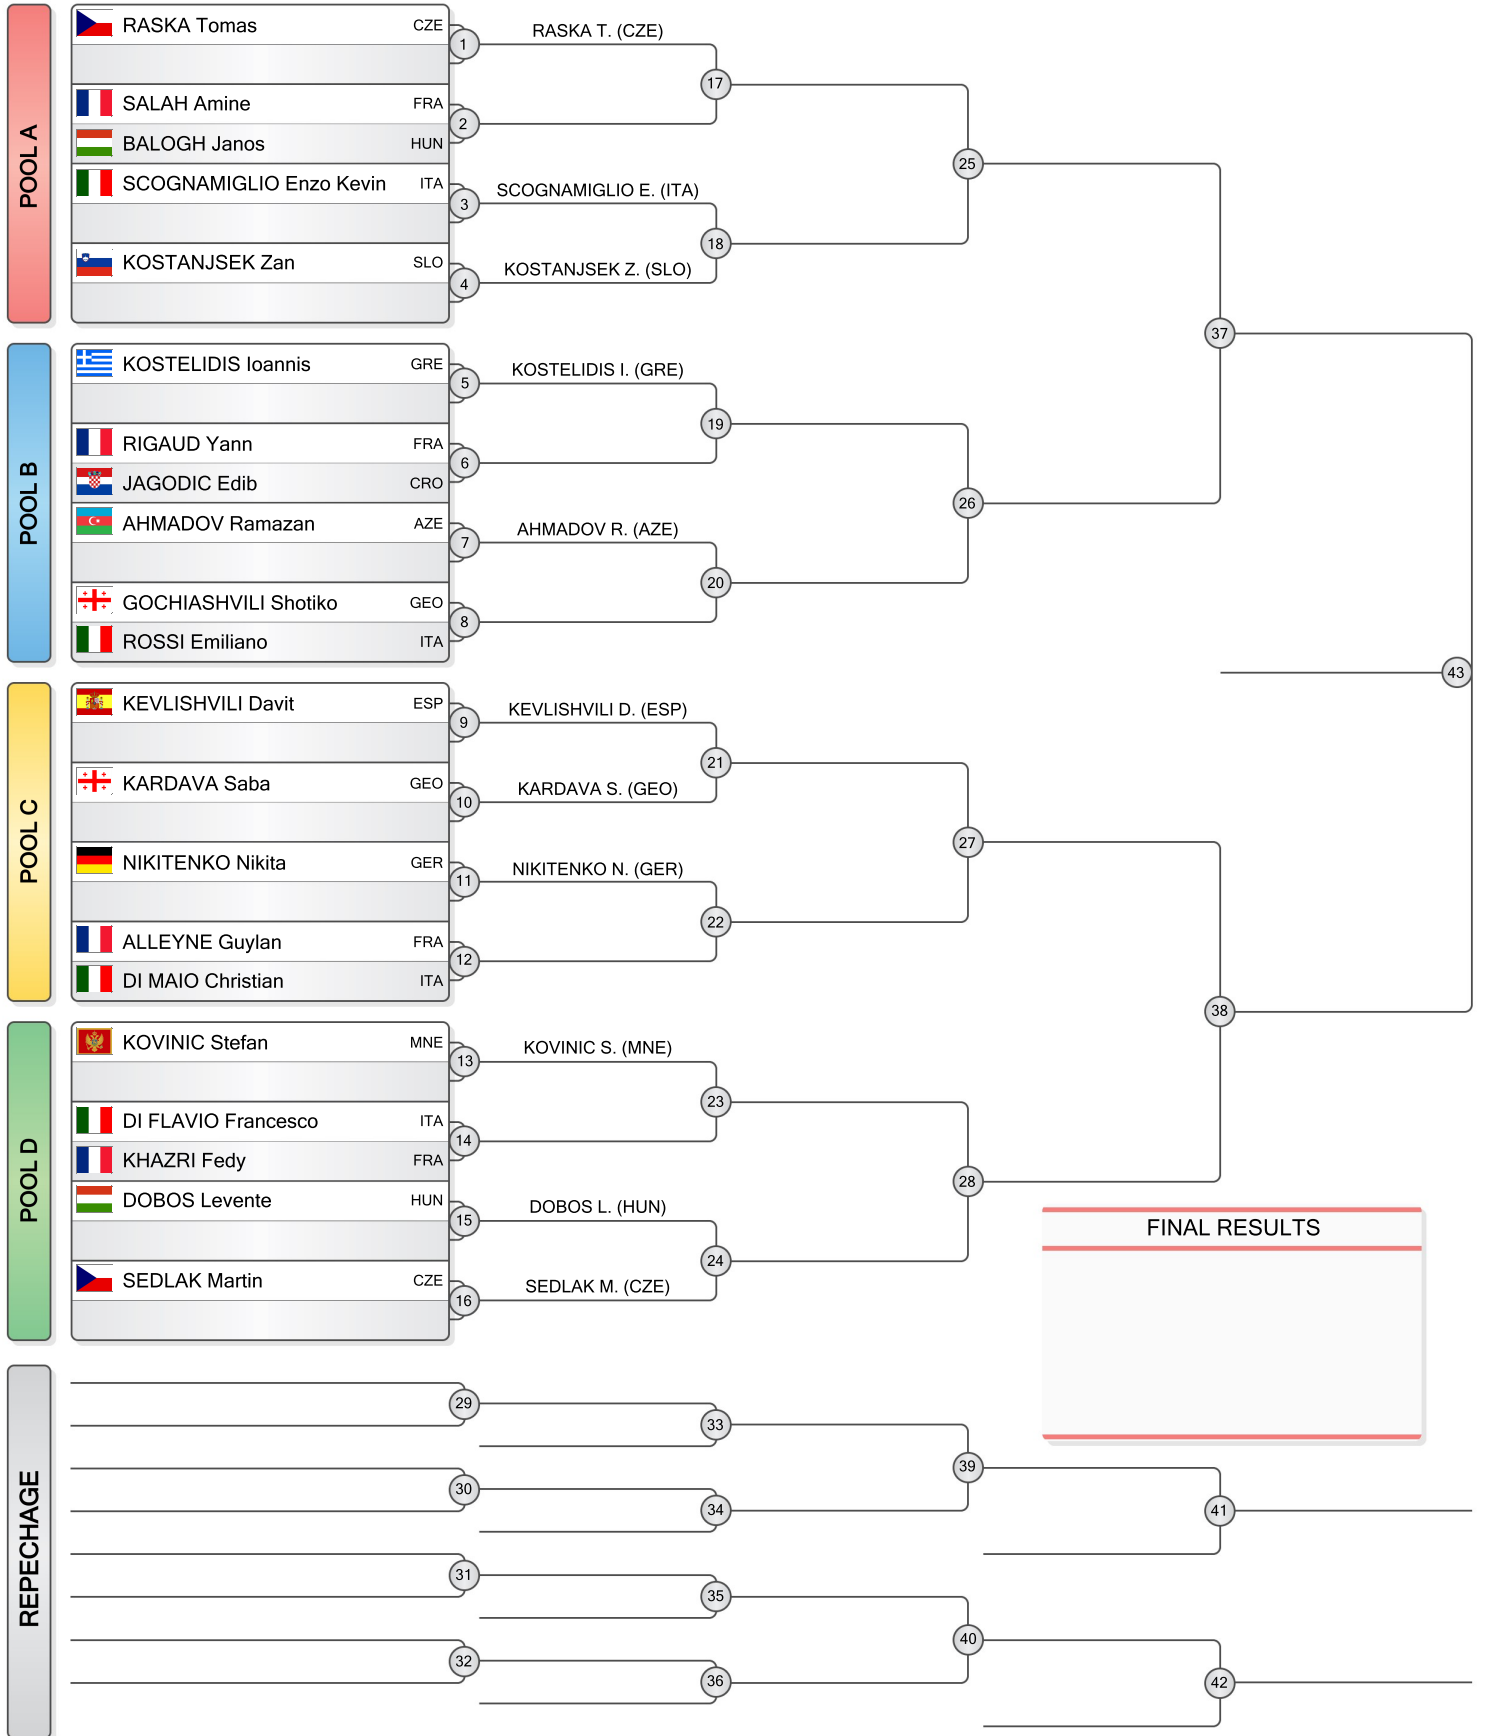 POOL A
RASKA Tomas CZE
1
RASKA T. (CZE)
17
SALAH Amine FRA
2
BALOGH Janos HUN
25
SCOGNAMIGLIO Enzo Kevin ITA
3
SCOGNAMIGLIO E. (ITA)
18
KOSTANJSEK Zan SLO
4
KOSTANJSEK Z. (SLO)
37
POOL B
KOSTELIDIS Ioannis GRE
5
KOSTELIDIS I. (GRE)
19
RIGAUD Yann FRA
6
JAGODIC Edib CRO
26
AHMADOV Ramazan AZE
7
AHMADOV R. (AZE)
20
GOCHIASHVILI Shotiko GEO
8
ROSSI Emiliano ITA
43
POOL C
KEVLISHVILI Davit ESP
9
KEVLISHVILI D. (ESP)
21
KARDAVA Saba GEO
10
KARDAVA S. (GEO)
27
NIKITENKO Nikita GER
11
NIKITENKO N. (GER)
22
ALLEYNE Guylan FRA
12
DI MAIO Christian ITA
38
POOL D
KOVINIC Stefan MNE
13
KOVINIC S. (MNE)
23
DI FLAVIO Francesco ITA
14
KHAZRI Fedy FRA
28
DOBOS Levente HUN
15
DOBOS L. (HUN)
24
SEDLAK Martin CZE
16
SEDLAK M. (CZE)
FINAL RESULTS
REPECHAGE
29
33
39
30
34
41
31
35
40
32
36
42